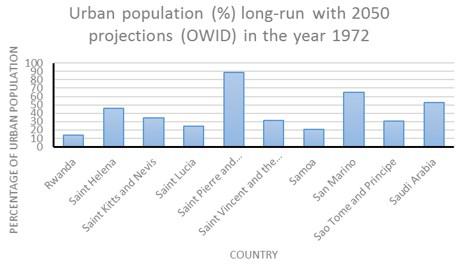 Urban population (%) long-run with 2050
projections (OWID) in the year 1972
PERCENTAGE OF URBAN POPULATION
100
90
80
70
60
50
40
30
20
10
0
Rwanda
Saint Helena
Saint Kitts and Nevis
Saint Lucia
Saint Pierre and...
Saint Vincent and the...
Samoa
San Marino
Sao Tome and Principe
Saudi Arabia
COUNTRY